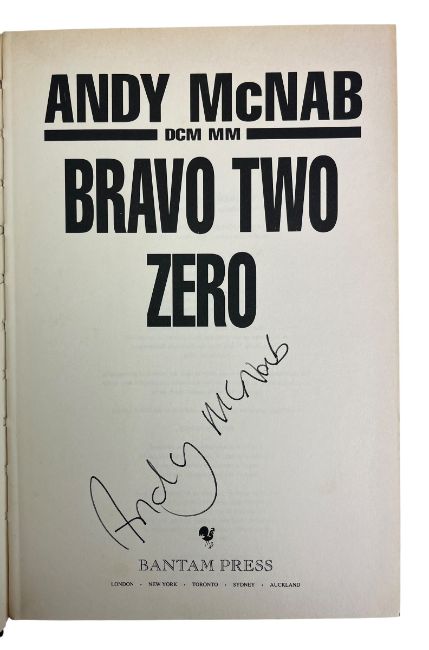 ANDY McNAB
DCM MM
BRAVO TWO
ZERO
Andy McNab
BANTAM PRESS
LONDON • NEW YORK • TORONTO • SYDNEY • AUCKLAND